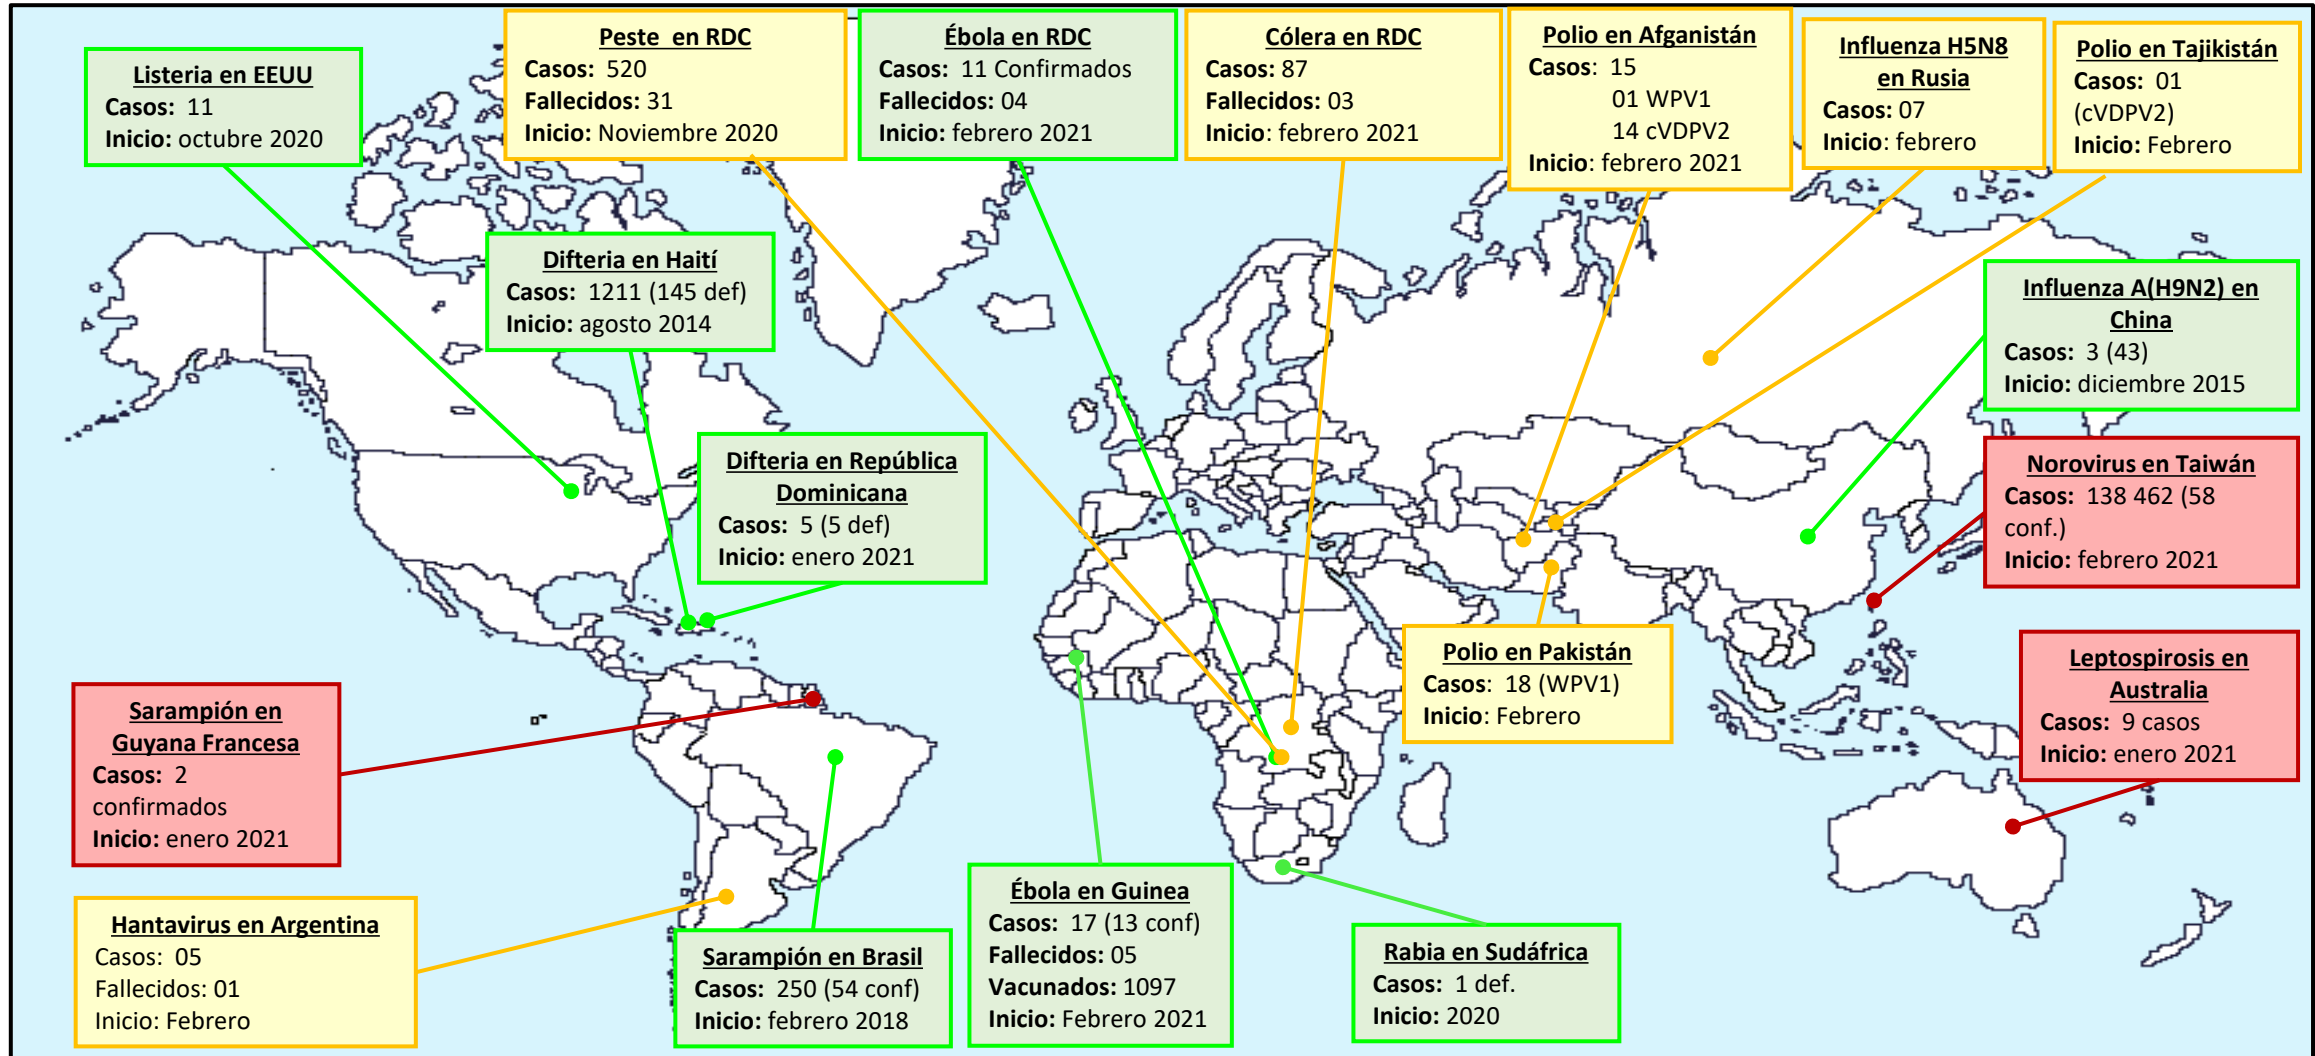 Listeria en EEUU
Casos: 11
Inicio: octubre 2020
Peste en RDC
Casos: 520
Fallecidos: 31
Inicio: Noviembre 2020
Ébola en RDC
Casos: 11 Confirmados
Fallecidos: 04
Inicio: febrero 2021
Cólera en RDC
Casos: 87
Fallecidos: 03
Inicio: febrero 2021
Polio en Afganistán
Casos: 15
01 WPV1
14 cVDPV2
Inicio: febrero 2021
Influenza H5N8
en Rusia
Casos: 07
Inicio: febrero
Polio en Tajikistán
Casos: 01
(cVDPV2)
Inicio: Febrero
Difteria en Haití
Casos: 1211 (145 def)
Inicio: agosto 2014
Influenza A(H9N2) en
China
Casos: 3 (43)
Inicio: diciembre 2015
Difteria en República
Dominicana
Casos: 5 (5 def)
Inicio: enero 2021
Norovirus en Taiwán
Casos: 138 462 (58
conf.)
Inicio: febrero 2021
Polio en Pakistán
Casos: 18 (WPV1)
Inicio: Febrero
Leptospirosis en
Australia
Casos: 9 casos
Inicio: enero 2021
Sarampión en
Guyana Francesa
Casos: 2
confirmados
Inicio: enero 2021
Hantavirus en Argentina
Casos: 05
Fallecidos: 01
Inicio: Febrero
Sarampión en Brasil
Casos: 250 (54 conf)
Inicio: febrero 2018
Ébola en Guinea
Casos: 17 (13 conf)
Fallecidos: 05
Vacunados: 1097
Inicio: Febrero 2021
Rabia en Sudáfrica
Casos: 1 def.
Inicio: 2020